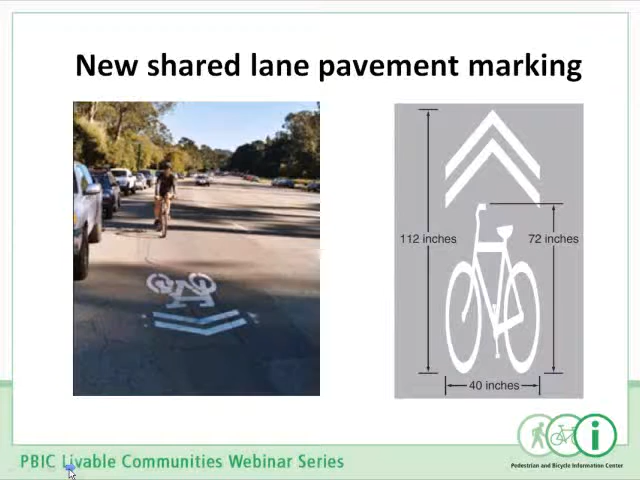 New shared lane pavement marking
112 inches
72 inches
40 inches
PBIC Livable Communities Webinar Series
i
Pedestrian and Bicycle Information Center